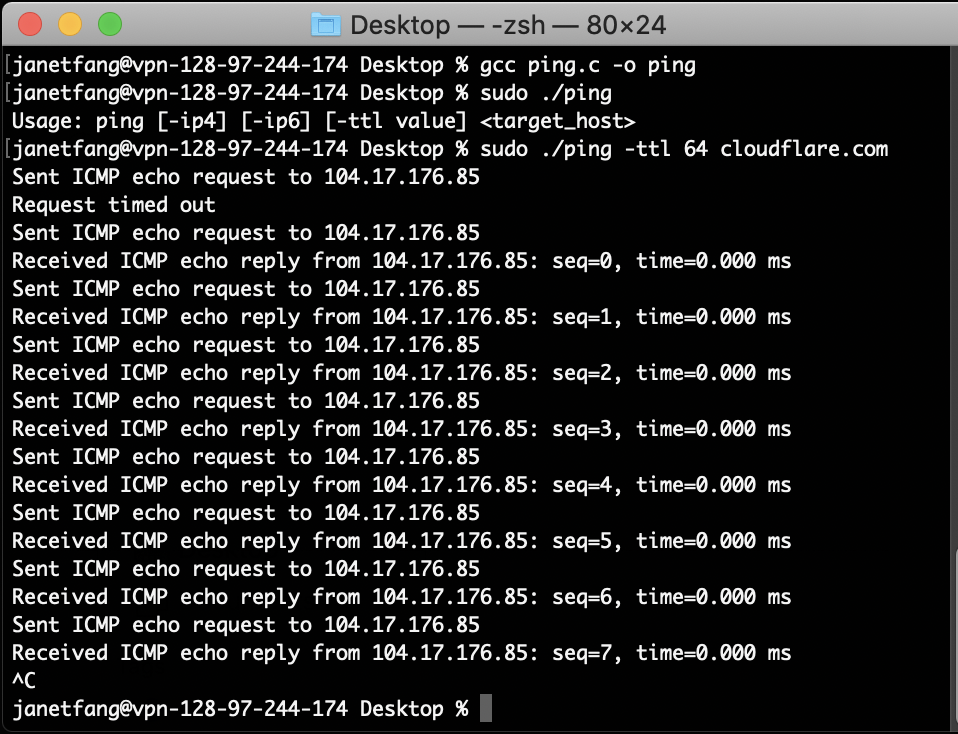 Desktop — -zsh — 80×24
[janetfang@vpn-128-97-244-174 Desktop % gcc ping.c -o ping
[janetfang@vpn-128-97-244-174 Desktop % sudo ./ping
Usage: ping [-ip4] [-ip6] [-ttl value] <target_host>
[janetfang@vpn-128-97-244-174 Desktop % sudo ./ping -ttl 64 cloudflare.com
Sent ICMP echo request to 104.17.176.85
Request timed out
Sent ICMP echo request to 104.17.176.85
Received ICMP echo reply from 104.17.176.85: seq=0, time=0.000 ms
Sent ICMP echo request to 104.17.176.85
Received ICMP echo reply from 104.17.176.85: seq=1, time=0.000 ms
Sent ICMP echo request to 104.17.176.85
Received ICMP echo reply from 104.17.176.85: seq=2, time=0.000 ms
Sent ICMP echo request to 104.17.176.85
Received ICMP echo reply from 104.17.176.85: seq=3, time=0.000 ms
Sent ICMP echo request to 104.17.176.85
Received ICMP echo reply from 104.17.176.85: seq=4, time=0.000 ms
Sent ICMP echo request to 104.17.176.85
Received ICMP echo reply from 104.17.176.85: seq=5, time=0.000 ms
Sent ICMP echo request to 104.17.176.85
Received ICMP echo reply from 104.17.176.85: seq=6, time=0.000 ms
Sent ICMP echo request to 104.17.176.85
Received ICMP echo reply from 104.17.176.85: seq=7, time=0.000 ms
^C
janetfang@vpn-128-97-244-174 Desktop %